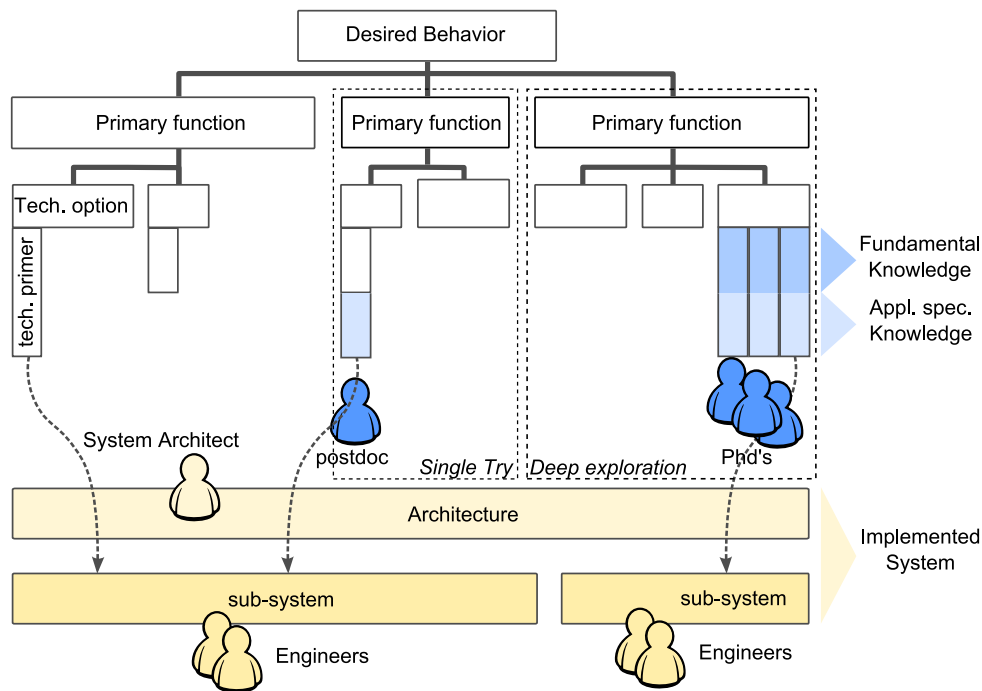 Desired Behavior
Primary function
Primary function
Primary function
Tech. option
tech. primer
Fundamental
Knowledge
Appl. spec.
Knowledge
System Architect
postdoc
Single Try
Deep exploration
Phd's
Architecture
Implemented
System
sub-system
sub-system
Engineers
Engineers